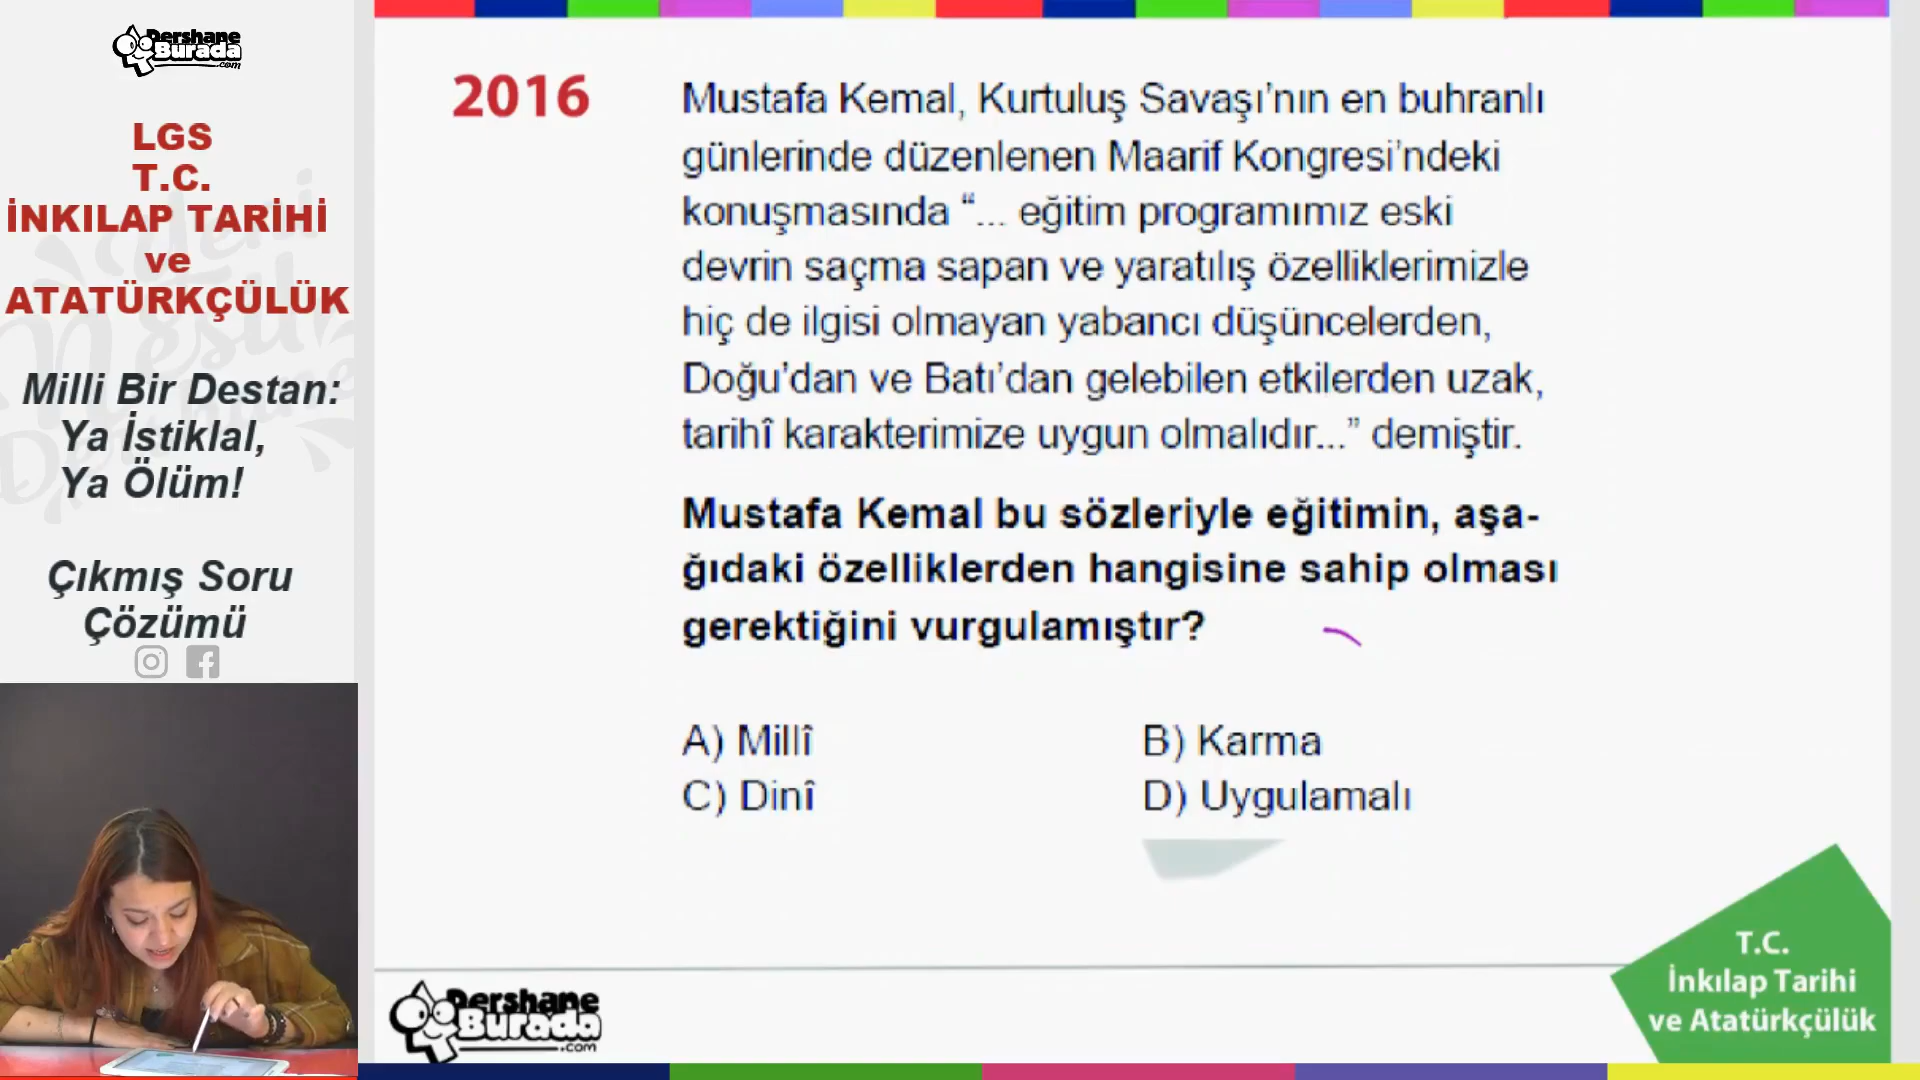 Dershane
Burada
.com
LGS
T.C.
İNKILAP TARİHİ
ve
ATATÜRKÇÜLÜK
Milli Bir Destan:
Ya İstiklal,
Ya Ölüm!
Çıkmış Soru
Çözümü
2016
Mustafa Kemal, Kurtuluş Savaşı’nın en buhranlı
günlerinde düzenlenen Maarif Kongresi’ndeki
konuşmasında “... eğitim programımız eski
devrin saçma sapan ve yaratılış özelliklerimizle
hiç de ilgisi olmayan yabancı düşüncelerden,
Doğu’dan ve Batı’dan gelebilen etkilerden uzak,
tarihî karakterimize uygun olmalıdır...” demiştir.
Mustafa Kemal bu sözleriyle eğitimin, aşa-
ğıdaki özelliklerden hangisine sahip olması
gerektiğini vurgulamıştır?
A) Millî
B) Karma
C) Dinî
D) Uygulamalı
Dershane
Burada
.com
T.C.
İnkılap Tarihi
ve Atatürkçülük